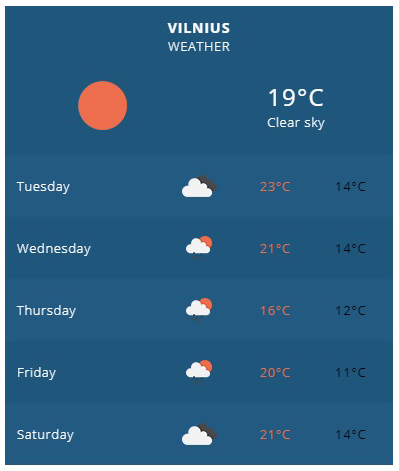 VILNIUS
WEATHER
19°C
Clear sky
Tuesday 23°C 14°C
Wednesday 21°C 14°C
Thursday 16°C 12°C
Friday 20°C 11°C
Saturday 21°C 14°C